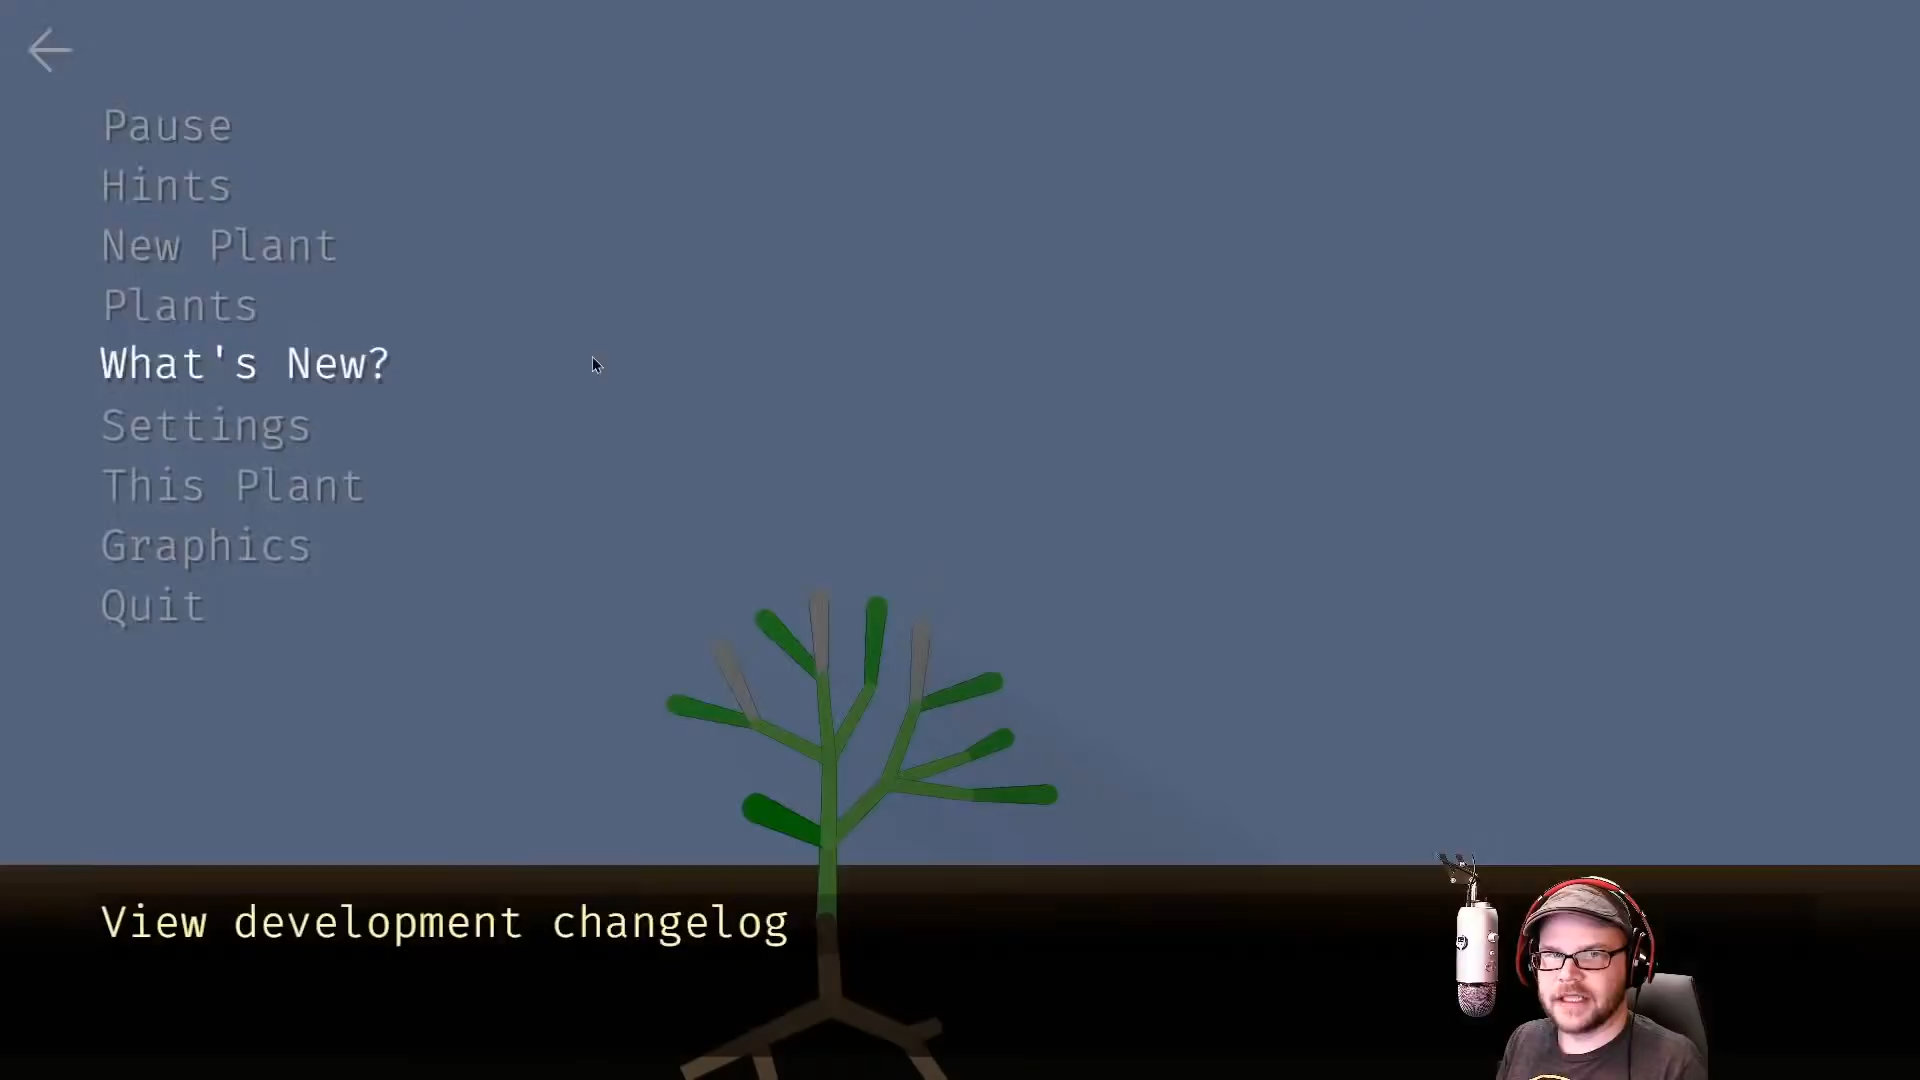 Pause
Hints
New Plant
Plants
What's New?
Settings
This Plant
Graphics
Quit
View development changelog